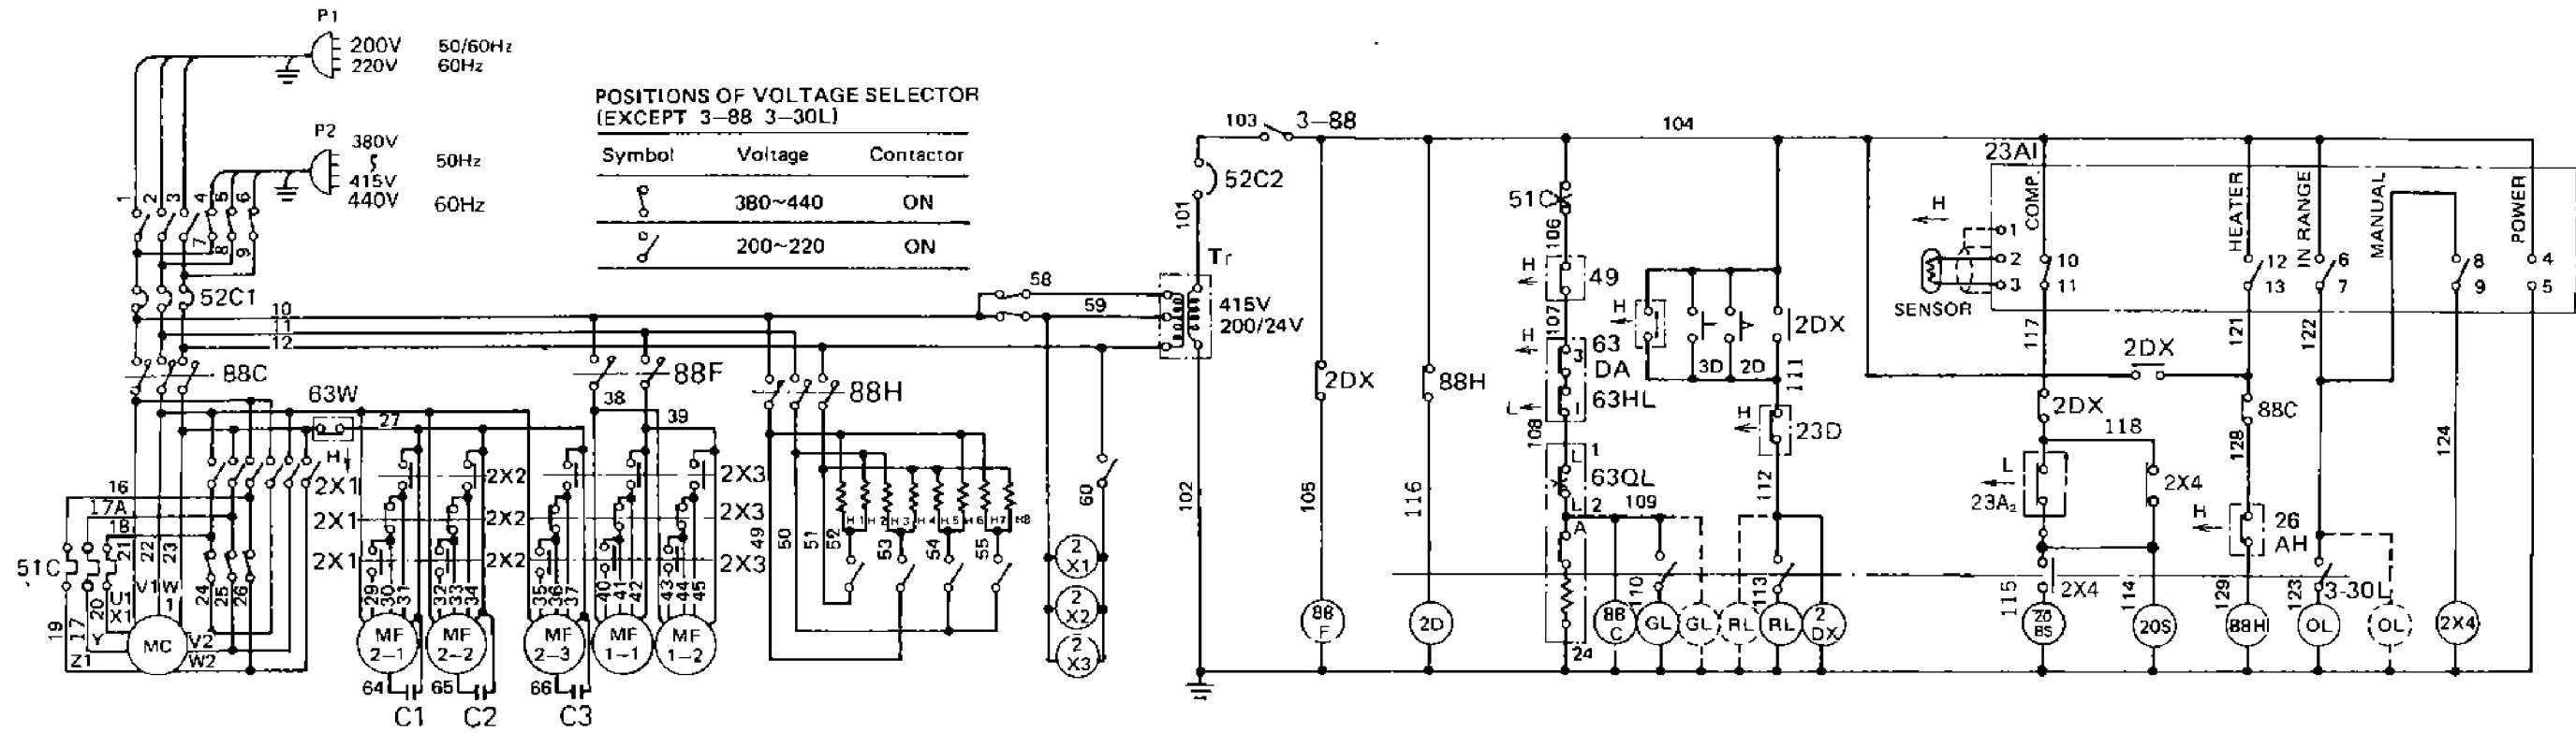 P1
200V 50/60Hz
220V 60Hz
P2
380V
50Hz
415V
440V 60Hz
POSITIONS OF VOLTAGE SELECTOR
(EXCEPT 3-88 3-30L)
Symbol Voltage Contactor
380~440 ON
200~220 ON
1 2 3 4 5 6
7 8 9
52C1
10
11
12
88C
63W
27
H
88F
38
39
88H
58
59
60
Tr
415V
200/24V
101
102
103
3-88
52C2
104
16
17A
18
21
22
23
51C
19
17
20
U1
X1
V1
W1
Y
Z1
MC
V2
W2
24
25
26
2X1 2X2 2X3
2X1 2X2 2X3
2X1 2X2 2X3
29 30 31
32 33 34
35 36 37
40 41 42
43 44 45
MF 2-1
MF 2-2
MF 2-3
MF 1-1
MF 1-2
64 65 66
C1 C2 C3
49 50 51 52 53 54 55
H1 H2 H3 H4 H5 H6 H7 H8
2 X1
2 X2
2 X3
105
2DX
88 F
116
88H
2D
51CX
106
H
49
107
H
3
63 DA
63HL
L
1
108
L 1
63QL
L 2
A
109
24
88 C
110
GL
GL
RL
113
RL
2 DX
H
3D
2D
2DX
111
H
23D
112
23A1
H
1
2
3
SENSOR
COMP.
10
11
HEATER
12
13
IN RANGE
6
7
MANUAL
8
9
POWER
4
5
117
2DX
118
L
23A2
2X4
115
2X4
114
20 BS
20S
2DX
121
88C
128
H
26 AH
129
88H
122
123
3-30L
OL
OL
124
2X4